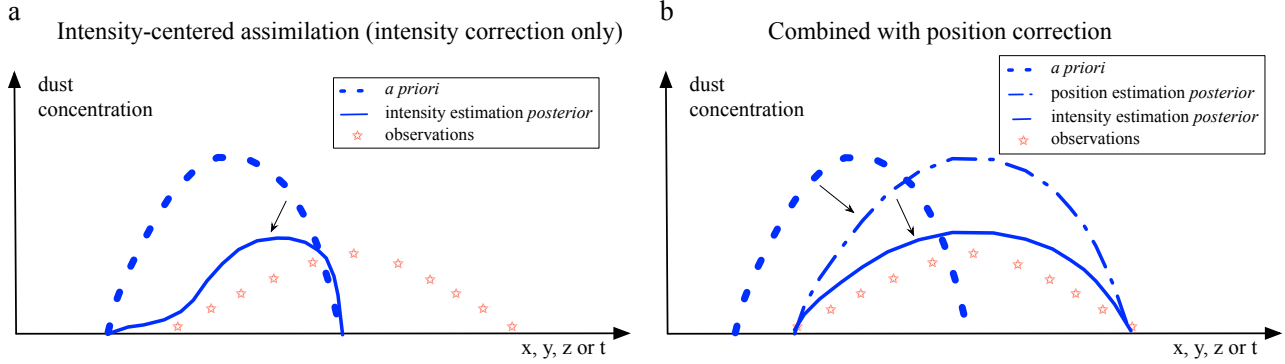 a
Intensity-centered assimilation (intensity correction only)
dust
concentration
a priori
intensity estimation posterior
observations
x, y, z or t
b
Combined with position correction
dust
concentration
a priori
position estimation posterior
intensity estimation posterior
observations
x, y, z or t